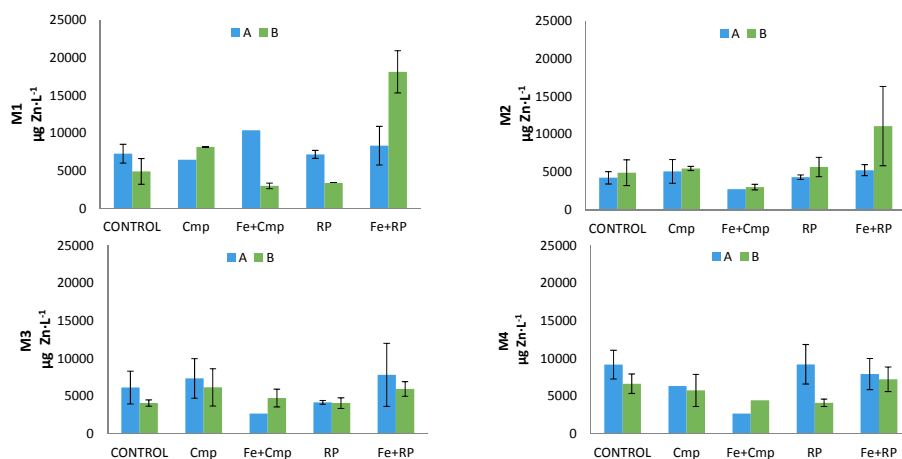 A B
25000
20000
15000
10000
5000
0
M1
µg Zn·L⁻¹
CONTROL Cmp Fe+Cmp RP Fe+RP
A B
25000
20000
15000
10000
5000
0
M2
µg Zn·L⁻¹
CONTROL Cmp Fe+Cmp RP Fe+RP
A B
25000
20000
15000
10000
5000
0
M3
µg Zn·L⁻¹
CONTROL Cmp Fe+Cmp RP Fe+RP
A B
25000
20000
15000
10000
5000
0
M4
µg Zn·L⁻¹
CONTROL Cmp Fe+Cmp RP Fe+RP